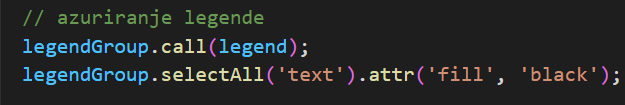 // azuriranje legende
legendGroup.call(legend);
legendGroup.selectAll('text').attr('fill', 'black');